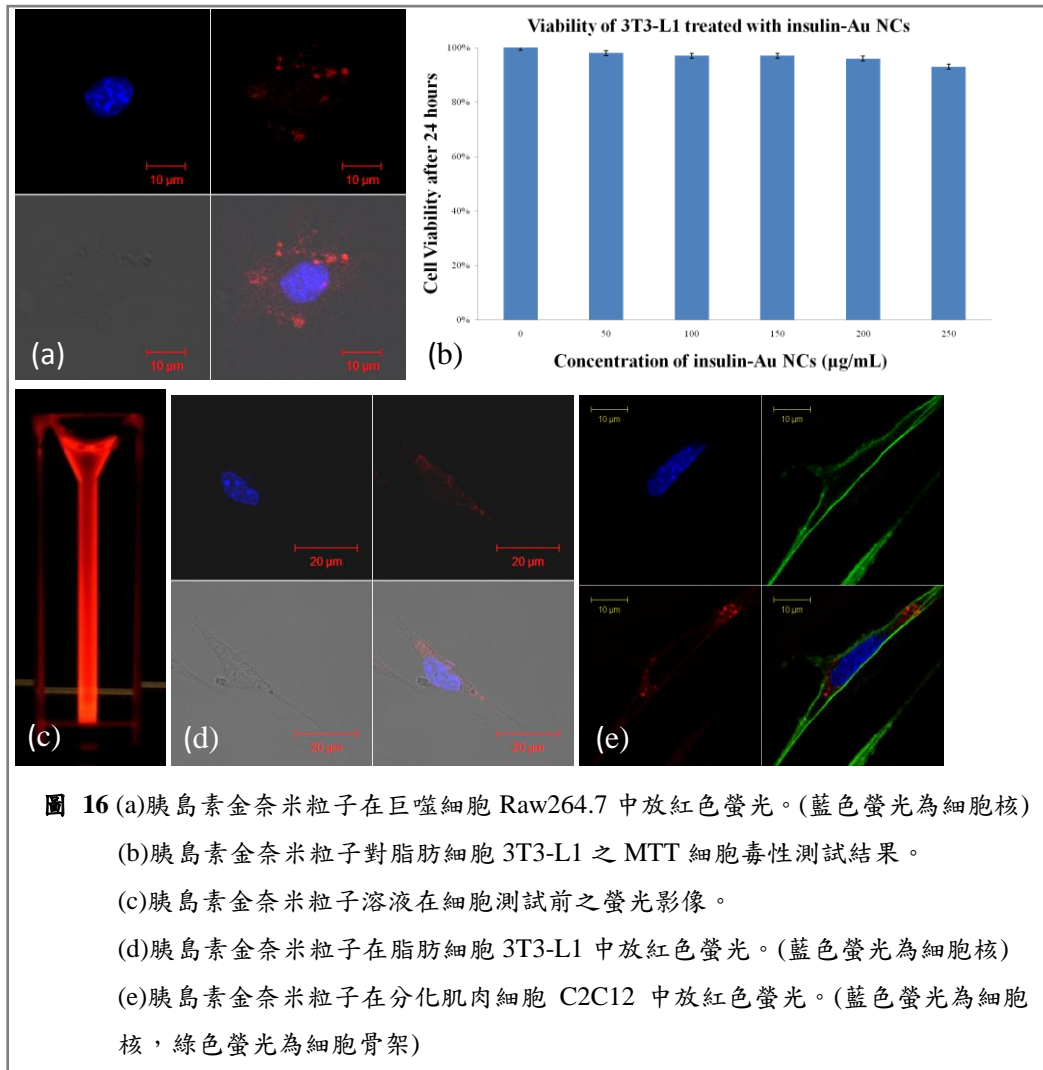 10 µm
10 µm
10 µm
10 µm
(a)
Viability of 3T3-L1 treated with insulin-Au NCs
Cell Viability after 24 hours
100%
80%
60%
40%
20%
0%
0 50 100 150 200 250
Concentration of insulin-Au NCs (µg/mL)
(b)
(c)
20 µm
20 µm
20 µm
20 µm
(d)
10 µm
10 µm
10 µm
10 µm
(e)
圖 16 (a)胰島素金奈米粒子在巨噬細胞 Raw264.7 中放紅色螢光。(藍色螢光為細胞核)
(b)胰島素金奈米粒子對脂肪細胞 3T3-L1 之 MTT 細胞毒性測試結果。
(c)胰島素金奈米粒子溶液在細胞測試前之螢光影像。
(d)胰島素金奈米粒子在脂肪細胞 3T3-L1 中放紅色螢光。(藍色螢光為細胞核)
(e)胰島素金奈米粒子在分化肌肉細胞 C2C12 中放紅色螢光。(藍色螢光為細胞
核，綠色螢光為細胞骨架)